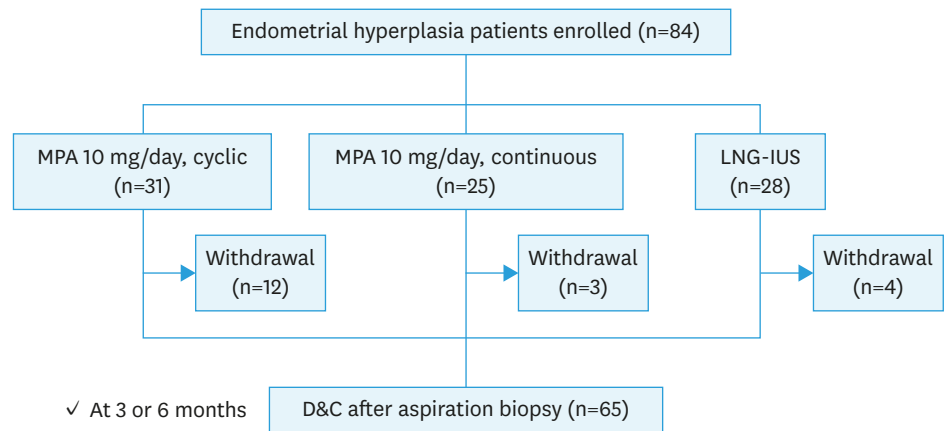 Endometrial hyperplasia patients enrolled (n=84)
MPA 10 mg/day, cyclic
(n=31)
MPA 10 mg/day, continuous
(n=25)
LNG-IUS
(n=28)
Withdrawal
(n=12)
Withdrawal
(n=3)
Withdrawal
(n=4)
✓ At 3 or 6 months
D&C after aspiration biopsy (n=65)